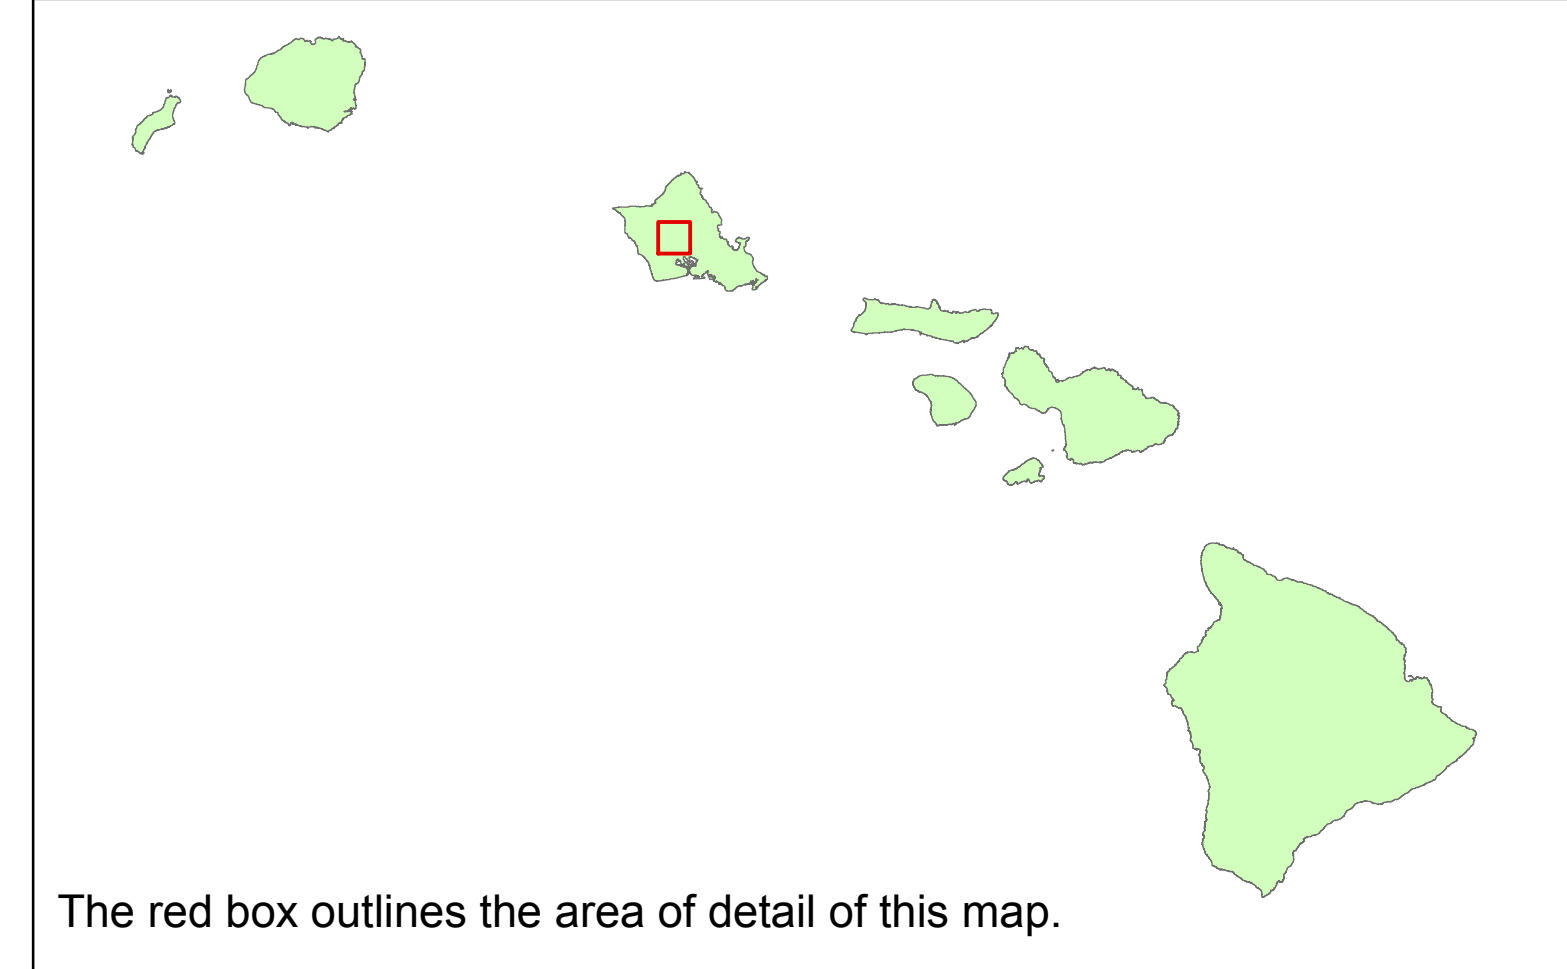 The red box outlines the area of detail of this map.